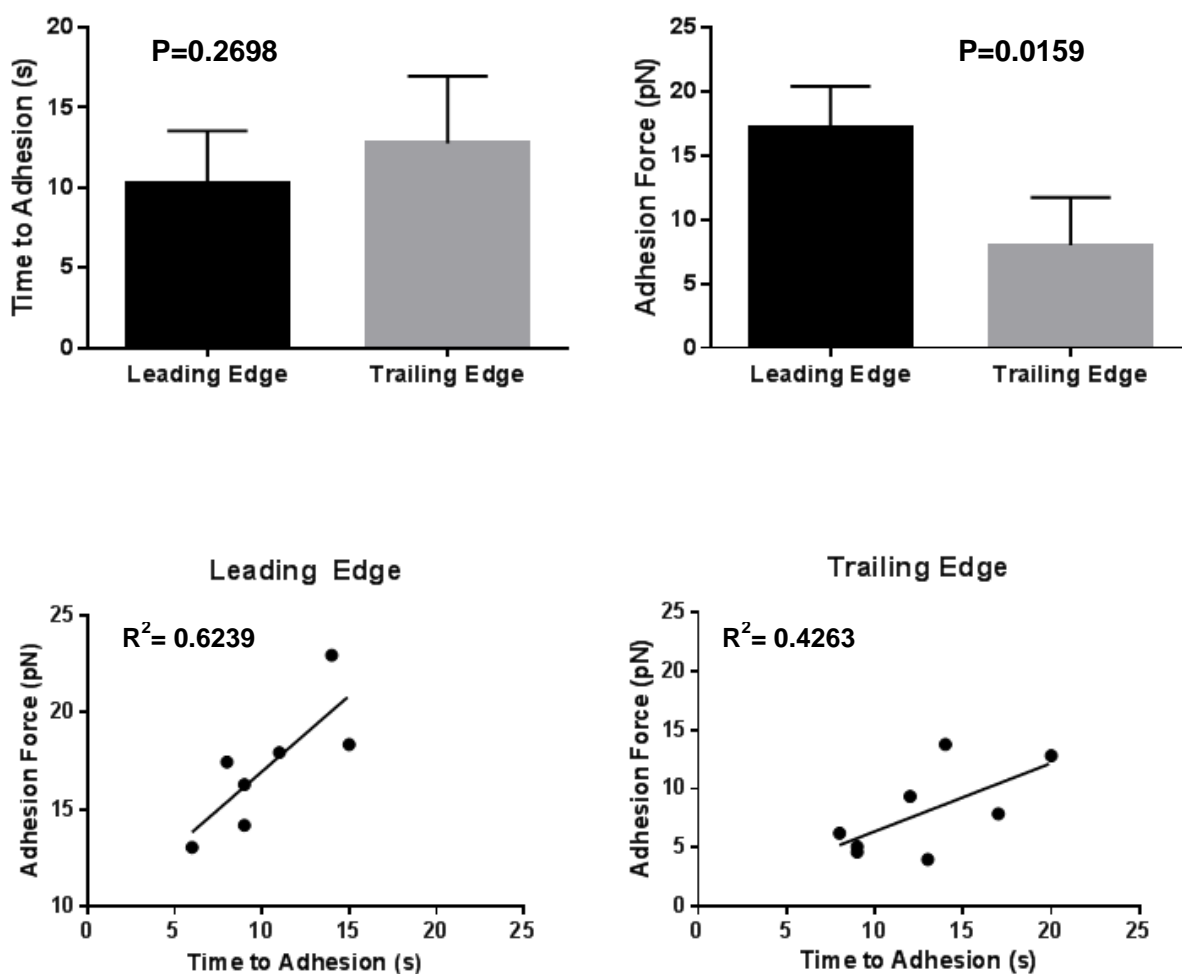 P=0.2698
Time to Adhesion (s)
20
15
10
5
0
Leading Edge
Trailing Edge
P=0.0159
Adhesion Force (pN)
25
20
15
10
5
0
Leading Edge
Trailing Edge
Leading Edge
R²= 0.6239
Adhesion Force (pN)
25
20
15
10
0 5 10 15 20 25
Time to Adhesion (s)
Trailing Edge
R²= 0.4263
Adhesion Force (pN)
25
20
15
10
5
0
0 5 10 15 20 25
Time to Adhesion (s)